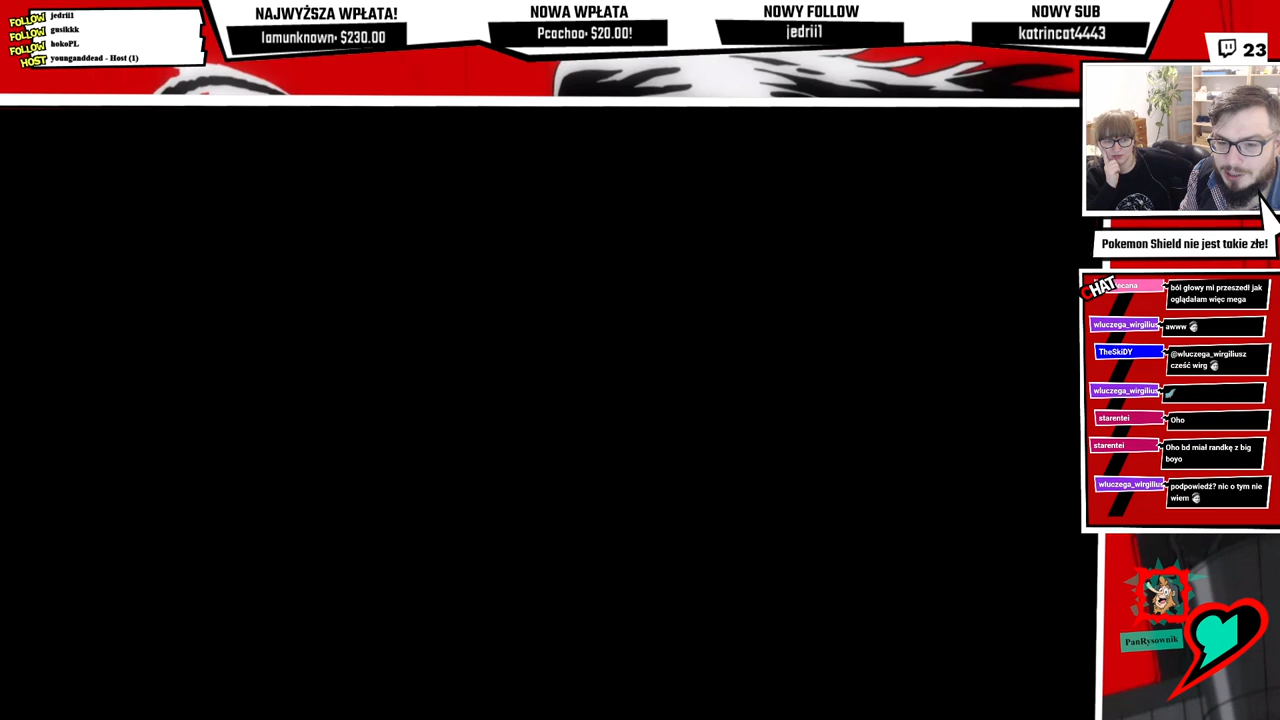 FOLLOW jedrii1
FOLLOW gusikkk
FOLLOW hokoPL
HOST younganddead - Host (1)
NAJWYŻSZA WPŁATA!
Iamunknown: $230.00
NOWA WPŁATA
Pcachoo: $20.00!
NOWY FOLLOW
jedrii1
NOWY SUB
katrincat4443
23
Pokemon Shield nie jest takie złe!
CHAT
ból głowy mi przeszedł jak
oglądałam więc mega
wluczega_wirgilius
awww
TheSkiDY
@wluczega_wirgiliusz
cześć wirg
wluczega_wirgilius
starentei
Oho
starentei
Oho bd miał randkę z big
boyo
wluczega_wirgilius
podpowiedź? nic o tym nie
wiem
PanRysownik